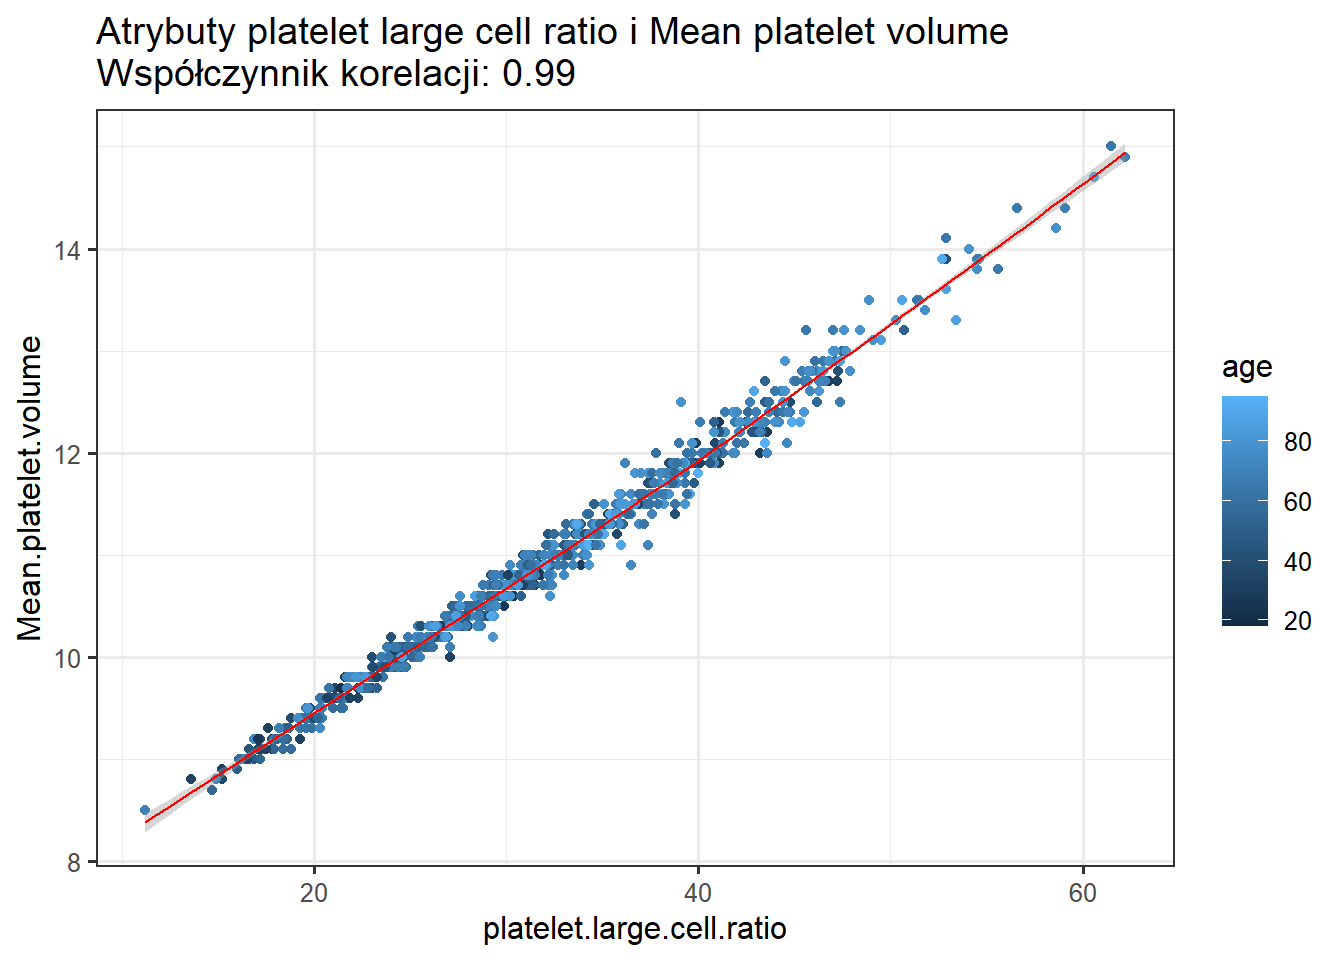 Atrybuty platelet large cell ratio i Mean platelet volume
Współczynnik korelacji: 0.99
Mean.platelet.volume
14
12
10
8
20
40
60
platelet.large.cell.ratio
age
80
60
40
20